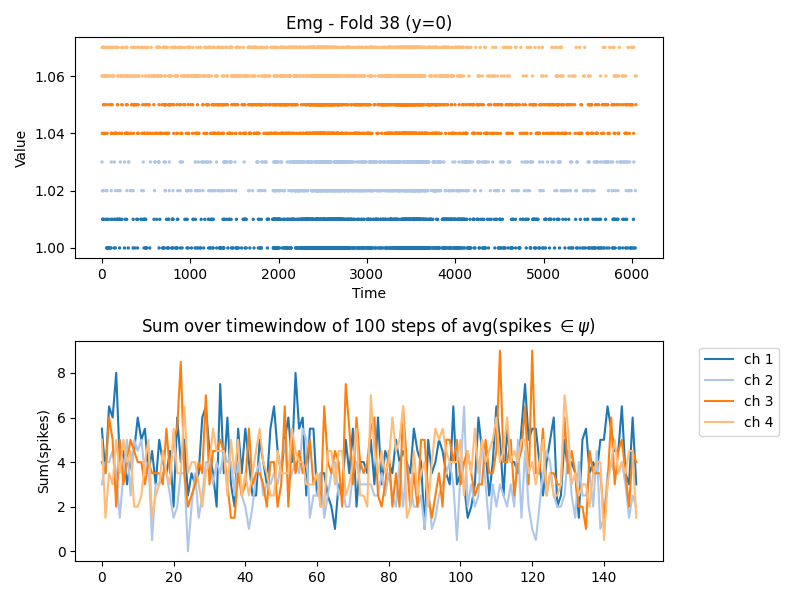 Emg - Fold 38 (y=0)
1.06
1.04
1.02
1.00
Value
0 1000 2000 3000 4000 5000 6000
Time
Sum over timewindow of 100 steps of avg(spikes ∈ ψ)
8
6
4
2
0
Sum(spikes)
0 20 40 60 80 100 120 140
ch 1
ch 2
ch 3
ch 4